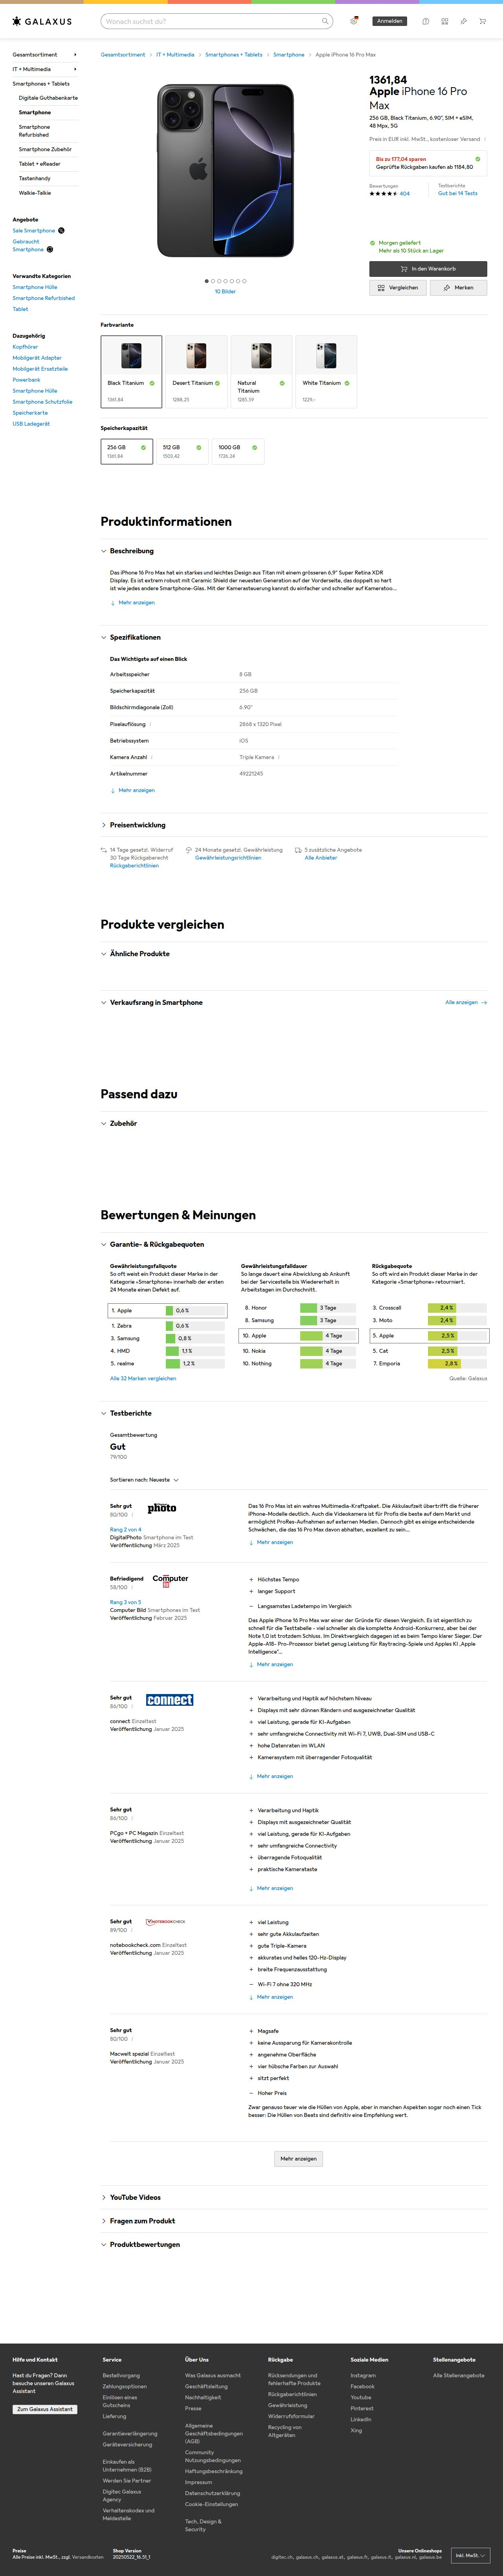 GALAXUS
Wonach suchst du?
Anmelden
Gesamtsortiment
IT + Multimedia
Smartphones + Tablets
Digitale Guthabenkarte
Smartphone
Smartphone
Refurbished
Smartphone Zubehör
Tablet + eReader
Tastenhandy
Walkie-Talkie
Angebote
Sale Smartphone
Gebraucht
Smartphone
Verwandte Kategorien
Smartphone Hülle
Smartphone Refurbished
Tablet
Dazugehörig
Kopfhörer
Mobilgerät Adapter
Mobilgerät Ersatzteile
Powerbank
Smartphone Hülle
Smartphone Schutzfolie
Speicherkarte
USB Ladegerät
Gesamtsortiment > IT + Multimedia > Smartphones + Tablets > Smartphone > Apple iPhone 16 Pro Max
10 Bilder
1361,84
Apple iPhone 16 Pro
Max
256 GB, Black Titanium, 6.90", SIM + eSIM,
48 Mpx, 5G
Preis in EUR inkl. MwSt., kostenloser Versand
Bis zu 177,04 sparen
Geprüfte Rückgaben kaufen ab 1184,80
Bewertungen
404
Testberichte
Gut bei 14 Tests
Morgen geliefert
Mehr als 10 Stück an Lager
In den Warenkorb
Vergleichen
Merken
Farbvariante
Black Titanium
1361.84
Desert Titanium
1288.25
Natural
Titanium
1285.39
White Titanium
1229.–
Speicherkapazität
256 GB
1361.84
512 GB
1503.42
1000 GB
1726.24
Produktinformationen
Beschreibung
Das iPhone 16 Pro Max hat ein starkes und leichtes Design aus Titan mit einem grösseren 6,9" Super Retina XDR
Display. Es ist extrem robust mit Ceramic Shield der neuesten Generation auf der Vorderseite, das doppelt so hart
ist wie jedes andere Smartphone-Glas. Mit der Kamerasteuerung kannst du einfacher und schneller auf Kameratoo...
Mehr anzeigen
Spezifikationen
Das Wichtigste auf einen Blick
Arbeitsspeicher 8 GB
Speicherkapazität 256 GB
Bildschirmdiagonale (Zoll) 6.90"
Pixelauflösung 2868 x 1320 Pixel
Betriebssystem iOS
Kamera Anzahl Triple Kamera
Artikelnummer 49221243
Mehr anzeigen
Preisentwicklung
14 Tage gesetzl. Widerruf
30 Tage Rückgaberecht
Rückgaberichtlinien
24 Monate gesetzl. Gewährleistung
Gewährleistungsrichtlinien
5 zusätzliche Angebote
Alle Anbieter
Produkte vergleichen
Ähnliche Produkte
Verkaufsrang in Smartphone
Alle anzeigen
Passend dazu
Zubehör
Bewertungen & Meinungen
Garantie- & Rückgabequoten
Gewährleistungsfallquote
So oft weist ein Produkt dieser Marke in der
Kategorie «Smartphone» innerhalb der ersten
24 Monate einen Defekt auf.
1. Apple 0,6 %
1. Zebra 0,6 %
3. Samsung 0,8 %
4. HMD 1,1 %
5. realme 1,2 %
Alle 32 Marken vergleichen
Gewährleistungsfalldauer
So lange dauert eine Abwicklung ab Ankunft
bei der Servicestelle bis Wiedererhalt in
Arbeitstagen im Durchschnitt.
8. Honor 3 Tage
8. Samsung 3 Tage
10. Apple 4 Tage
10. Nokia 4 Tage
10. Nothing 4 Tage
Rückgabequote
So oft wird ein Produkt dieser Marke in der
Kategorie «Smartphone» retourniert.
3. Crosscall 2,4 %
3. Moto 2,4 %
5. Apple 2,5 %
5. Cat 2,5 %
7. Emporia 2,8 %
Quelle: Galaxus
Testberichte
Gesamtbewertung
Gut
79/100
Sortieren nach: Neueste
Sehr gut
80/100
photo
Rang 2 von 4
DigitalPhoto Smartphone im Test
Veröffentlichung März 2025
Das 16 Pro Max ist ein wahres Multimedia-Kraftpaket. Die Akkulaufzeit übertrifft die früherer
iPhone-Modelle deutlich. Auch die Videokamera ist für Profis die beste auf dem Markt und
ermöglicht ProRes-Aufnahmen auf externen Medien. Dennoch gibt es einige entscheidende
Schwächen, die das 16 Pro Max davon abhalten, exzellent zu sein...
Mehr anzeigen
Befriedigend
58/100
Computer Bild
Rang 3 von 5
Computer Bild Smartphones im Test
Veröffentlichung Februar 2025
+ Höchstes Tempo
+ langer Support
– Langsamstes Ladetempo im Vergleich
Das Apple iPhone 16 Pro Max war einer der Gründe für diesen Vergleich. Es ist eigentlich zu
schnell für die Testtabelle - viel schneller als die komplette Android-Konkurrenz, aber bei der
Note 1,0 ist trotzdem Schluss. Im Direktvergleich dagegen ist es beim Tempo klarer Sieger. Der
Apple-A18- Pro-Prozessor bietet genug Leistung für Raytracing-Spiele und Apples KI „Apple
Intelligence"...
Mehr anzeigen
Sehr gut
86/100
connect
connect Einzeltest
Veröffentlichung Januar 2025
+ Verarbeitung und Haptik auf höchstem Niveau
+ Displays mit sehr dünnen Rändern und ausgezeichneter Qualität
+ viel Leistung, gerade für KI-Aufgaben
+ sehr umfangreiche Connectivity mit Wi-Fi 7, UWB, Dual-SIM und USB-C
+ hohe Datenraten im WLAN
+ Kamerasystem mit überragender Fotoqualität
Mehr anzeigen
Sehr gut
86/100
PCgo + PC Magazin Einzeltest
Veröffentlichung Januar 2025
+ Verarbeitung und Haptik
+ Displays mit ausgezeichneter Qualität
+ viel Leistung, gerade für KI-Aufgaben
+ sehr umfangreiche Connectivity
+ überragende Fotoqualität
+ praktische Kamerataste
Mehr anzeigen
Sehr gut
89/100
NOTEBOOKCHECK
notebookcheck.com Einzeltest
Veröffentlichung Januar 2025
+ viel Leistung
+ sehr gute Akkulaufzeiten
+ gute Triple-Kamera
+ akkurates und helles 120-Hz-Display
+ breite Frequenzausstattung
– Wi-Fi 7 ohne 320 MHz
Mehr anzeigen
Sehr gut
80/100
Macwelt spezial Einzeltest
Veröffentlichung Januar 2025
+ Magsafe
+ keine Aussparung für Kamerakontrolle
+ angenehme Oberfläche
+ vier hübsche Farben zur Auswahl
+ sitzt perfekt
– Hoher Preis
Zwar genauso teuer wie die Hüllen von Apple, aber in manchen Aspekten sogar noch einen Tick
besser: Die Hüllen von Beats sind definitiv eine Empfehlung wert.
Mehr anzeigen
YouTube Videos
Fragen zum Produkt
Produktbewertungen
Hilfe und Kontakt
Hast du Fragen? Dann
besuche unseren Galaxus
Assistant
Zum Galaxus Assistant
Service
Bestellvorgang
Zahlungsoptionen
Einlösen eines
Gutscheins
Lieferung
Garantieverlängerung
Geräteversicherung
Einkaufen als
Unternehmen (B2B)
Werden Sie Partner
Digitec Galaxus
Agency
Verhaltenskodex und
Meldestelle
Über Uns
Was Galaxus ausmacht
Geschäftsleitung
Nachhaltigkeit
Presse
Allgemeine
Geschäftsbedingungen
(AGB)
Community
Nutzungsbedingungen
Haftungsbeschränkung
Impressum
Datenschutzerklärung
Cookie-Einstellungen
Tech, Design &
Security
Rückgabe
Rücksendungen und
fehlerhafte Produkte
Rückgaberichtlinien
Gewährleistung
Widerrufsformular
Recycling von
Altgeräten
Soziale Medien
Instagram
Facebook
Youtube
Pinterest
LinkedIn
Xing
Stellenangebote
Alle Stellenangebote
Preise
Alle Preise inkl. MwSt., zzgl. Versandkosten
Shop Version
20250522_16.51_1
Unsere Onlineshops
digitec.ch, galaxus.ch, galaxus.at, galaxus.fr, galaxus.it, galaxus.nl, galaxus.be
Inkl. MwSt.